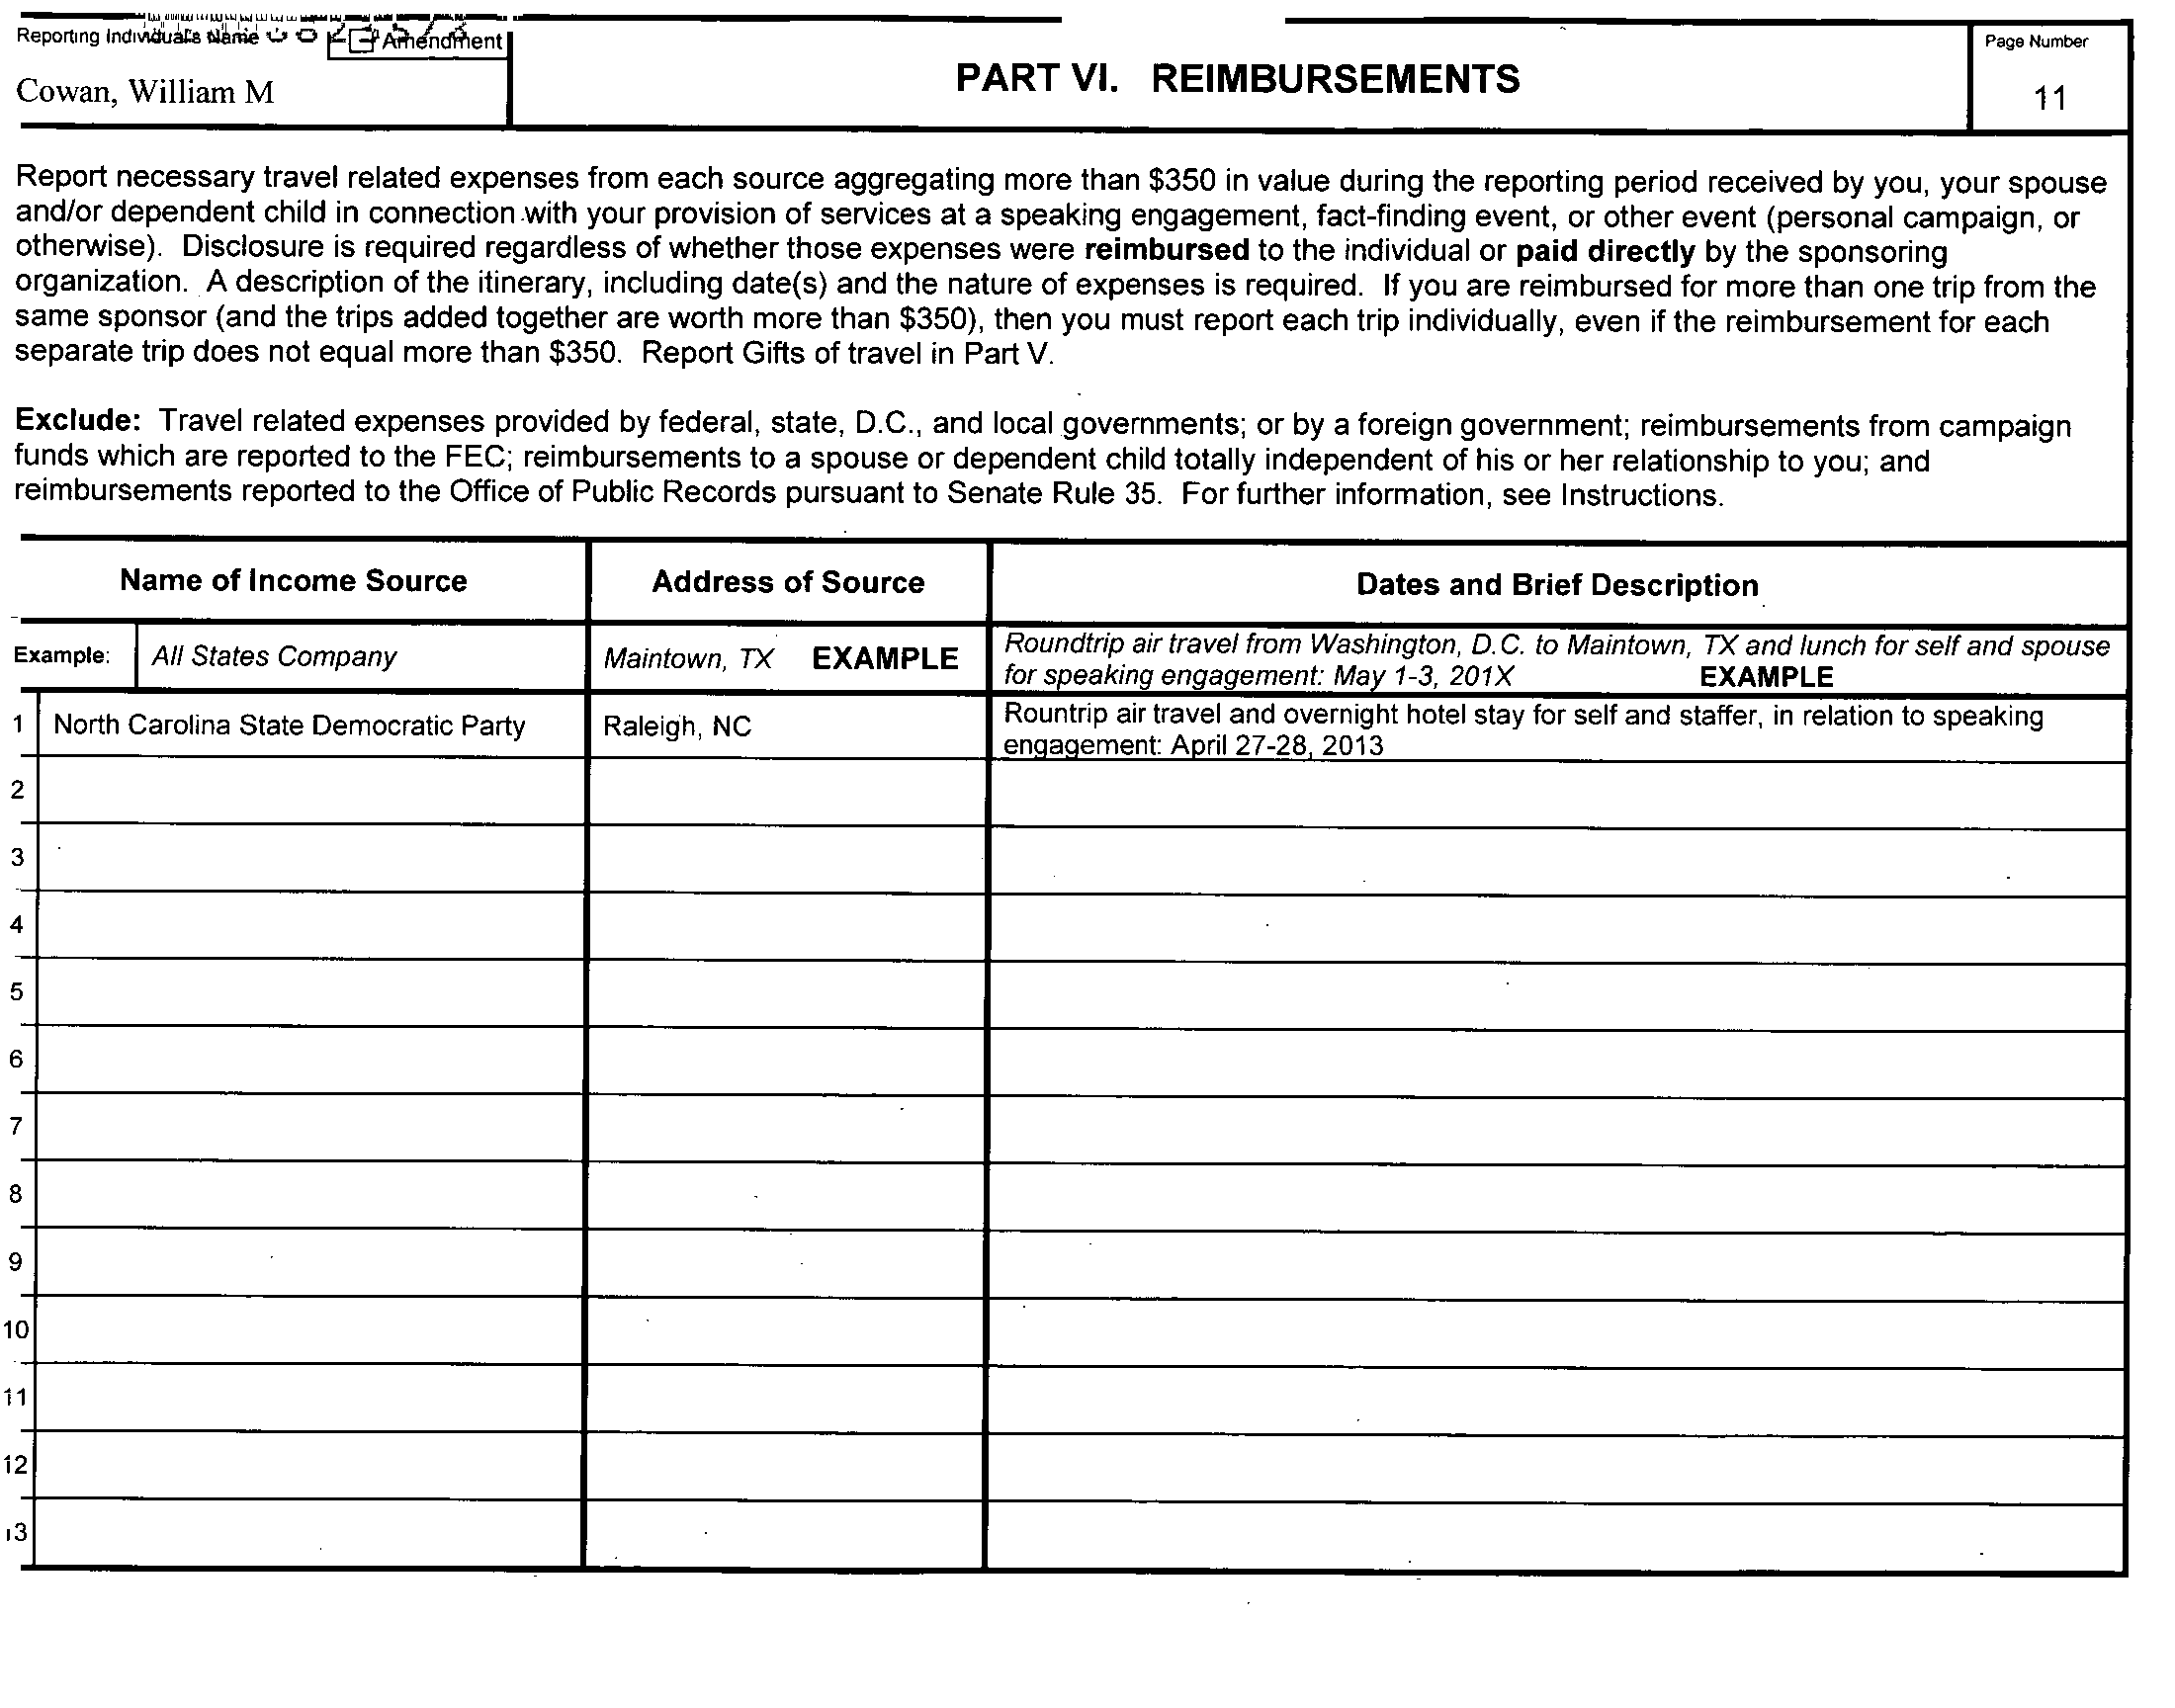 Reporting Individual's Name
Amendment
Cowan, William M
PART VI. REIMBURSEMENTS
Page Number
11
Report necessary travel related expenses from each source aggregating more than $350 in value during the reporting period received by you, your spouse
and/or dependent child in connection with your provision of services at a speaking engagement, fact-finding event, or other event (personal campaign, or
otherwise). Disclosure is required regardless of whether those expenses were reimbursed to the individual or paid directly by the sponsoring
organization. A description of the itinerary, including date(s) and the nature of expenses is required. If you are reimbursed for more than one trip from the
same sponsor (and the trips added together are worth more than $350), then you must report each trip individually, even if the reimbursement for each
separate trip does not equal more than $350. Report Gifts of travel in Part V.
Exclude: Travel related expenses provided by federal, state, D.C., and local governments; or by a foreign government; reimbursements from campaign
funds which are reported to the FEC; reimbursements to a spouse or dependent child totally independent of his or her relationship to you; and
reimbursements reported to the Office of Public Records pursuant to Senate Rule 35. For further information, see Instructions.
Name of Income Source
Address of Source
Dates and Brief Description
Example:
All States Company
Maintown, TX EXAMPLE
Roundtrip air travel from Washington, D.C. to Maintown, TX and lunch for self and spouse
for speaking engagement: May 1-3, 201X EXAMPLE
1
North Carolina State Democratic Party
Raleigh, NC
Rountrip air travel and overnight hotel stay for self and staffer, in relation to speaking
engagement: April 27-28, 2013
2
3
4
5
6
7
8
9
10
11
12
13